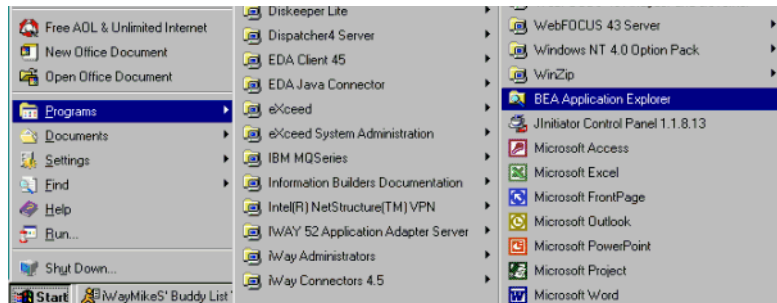 Free AOL & Unlimited Internet
New Office Document
Open Office Document
Programs
Documents
Settings
Find
Help
Run...
Shut Down...
Start
iWayMikeS' Buddy List
Diskeeper Lite
Dispatcher4 Server
EDA Client 45
EDA Java Connector
eXceed
eXceed System Administration
IBM MQSeries
Information Builders Documentation
Intel(R) NetStructure(TM) VPN
IWAY 52 Application Adapter Server
iWay Administrators
iWay Connectors 4.5
WebFOCUS 43 Server
Windows NT 4.0 Option Pack
WinZip
BEA Application Explorer
JInitiator Control Panel 1.1.8.13
Microsoft Access
Microsoft Excel
Microsoft FrontPage
Microsoft Outlook
Microsoft PowerPoint
Microsoft Project
Microsoft Word